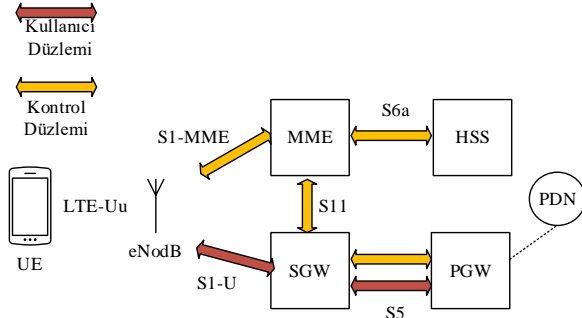 Kullanıcı
Düzlemi
Kontrol
Düzlemi
S6a
S1-MME
MME
HSS
LTE-Uu
S11
PDN
UE
eNodB
SGW
PGW
S1-U
S5